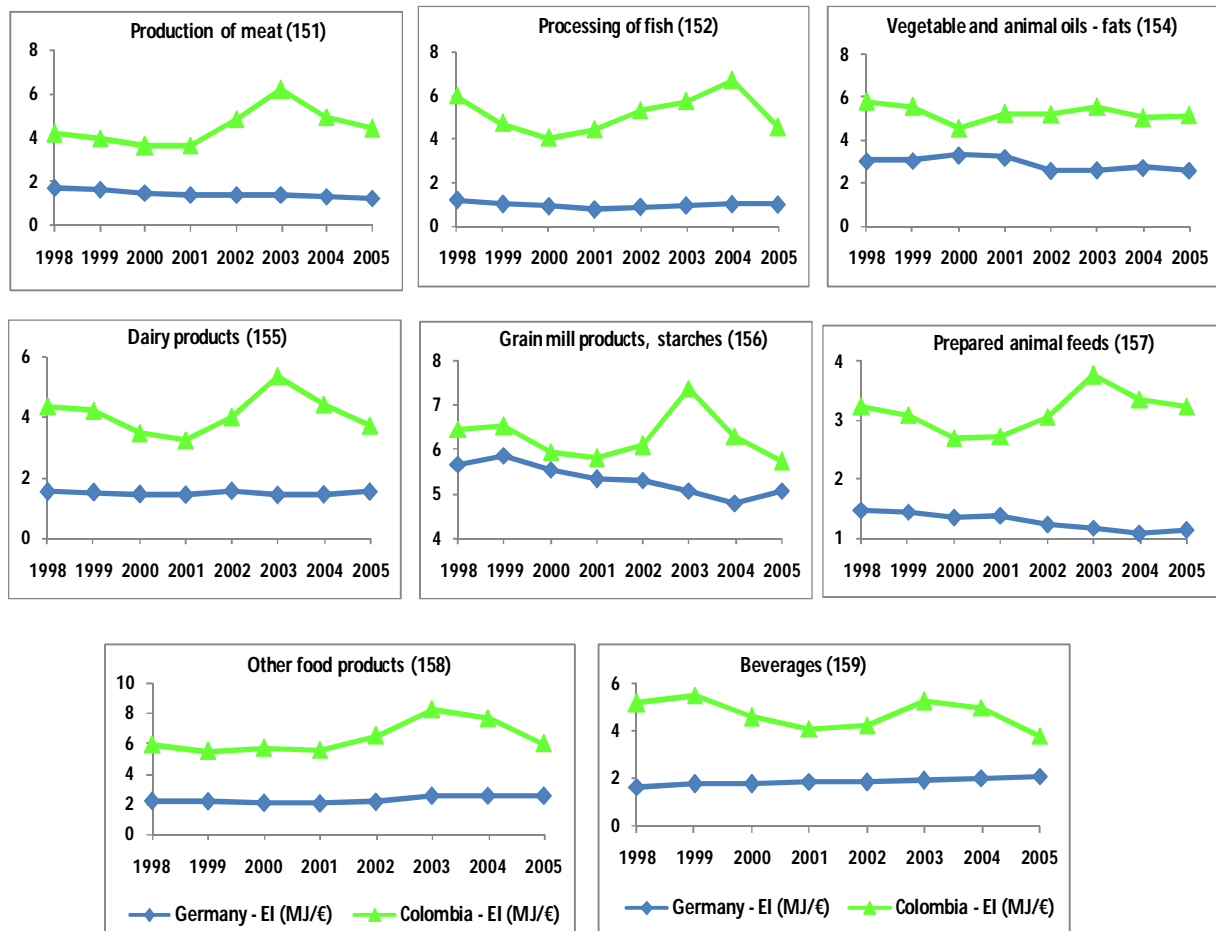 Production of meat (151)
8
6
4
2
0
1998 1999 2000 2001 2002 2003 2004 2005
Processing of fish (152)
8
6
4
2
0
1998 1999 2000 2001 2002 2003 2004 2005
Vegetable and animal oils - fats (154)
8
6
4
2
0
1998 1999 2000 2001 2002 2003 2004 2005
Dairy products (155)
6
4
2
0
1998 1999 2000 2001 2002 2003 2004 2005
Grain mill products, starches (156)
8
7
6
5
4
1998 1999 2000 2001 2002 2003 2004 2005
Prepared animal feeds (157)
4
3
2
1
1998 1999 2000 2001 2002 2003 2004 2005
Other food products (158)
10
8
6
4
2
0
1998 1999 2000 2001 2002 2003 2004 2005
Germany - EI (MJ/€) Colombia - EI (MJ/€)
Beverages (159)
6
4
2
0
1998 1999 2000 2001 2002 2003 2004 2005
Germany - EI (MJ/€) Colombia - EI (MJ/€)